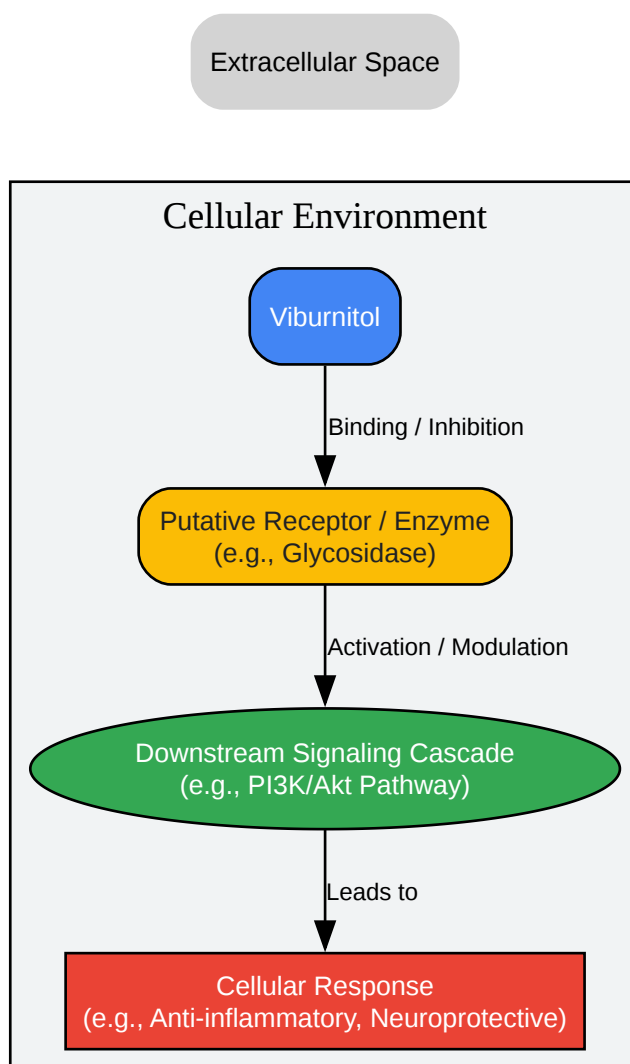 Extracellular Space
Cellular Environment
Viburnitol
Binding / Inhibition
Putative Receptor / Enzyme
(e.g., Glycosidase)
Activation / Modulation
Downstream Signaling Cascade
(e.g., PI3K/Akt Pathway)
Leads to
Cellular Response
(e.g., Anti-inflammatory, Neuroprotective)